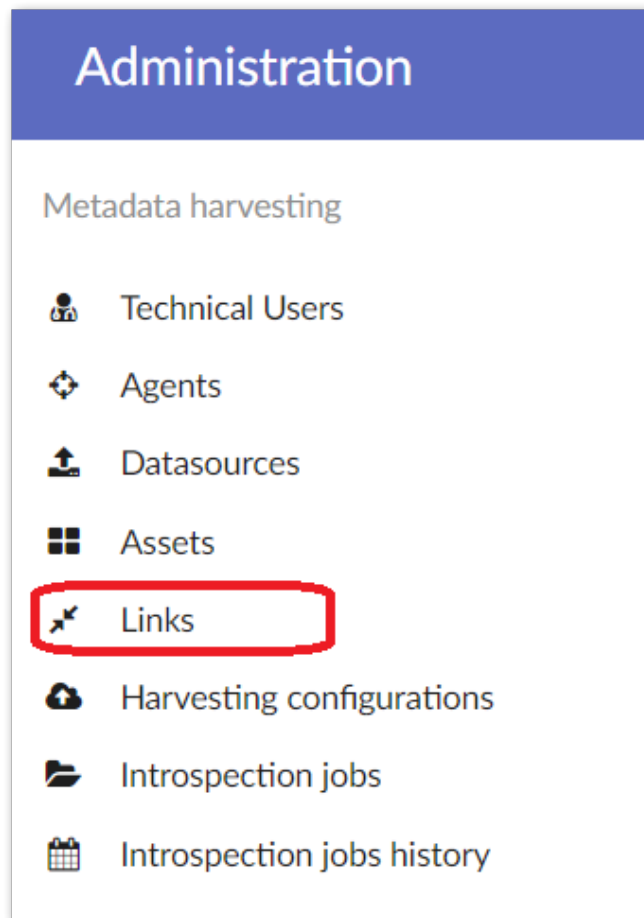 Administration
Metadata harvesting
Technical Users
Agents
Datasources
Assets
Links
Harvesting configurations
Introspection jobs
Introspection jobs history